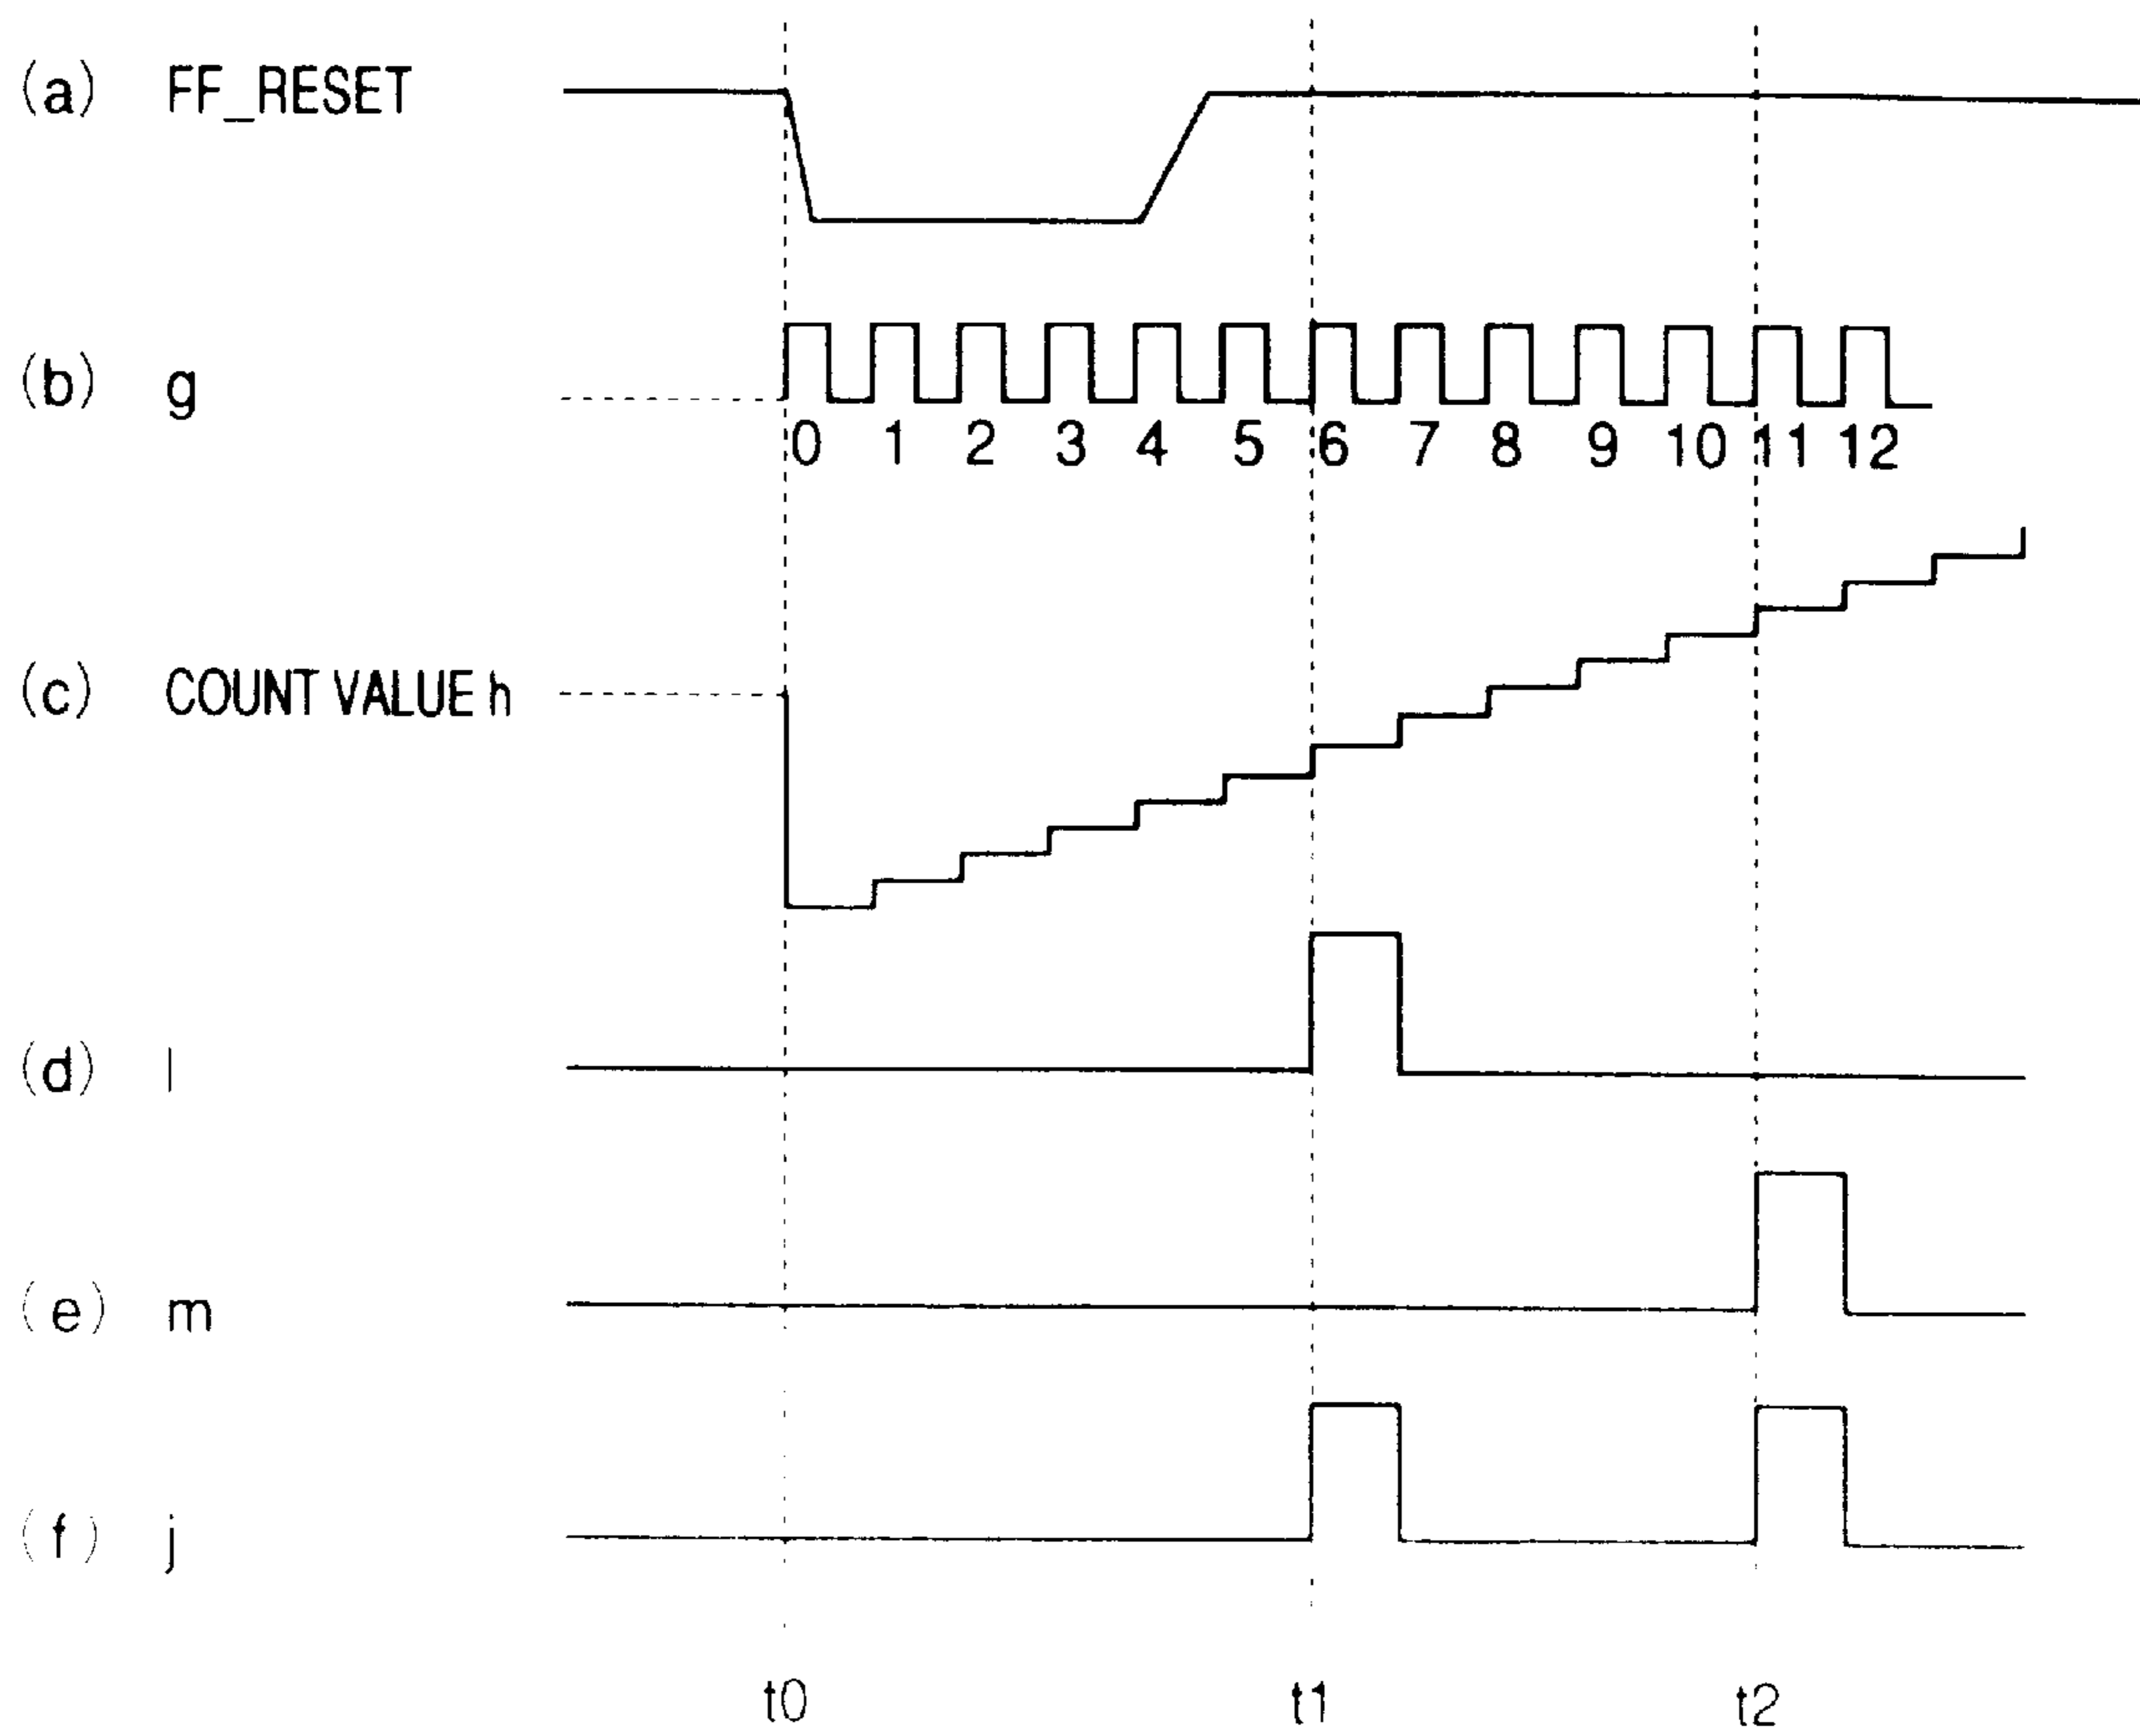 (a) FF_RESET
(b) g
0 1 2 3 4 5 6 7 8 9 10 11 12
(c) COUNT VALUE h
(d) l
(e) m
(f) j
t0 t1 t2